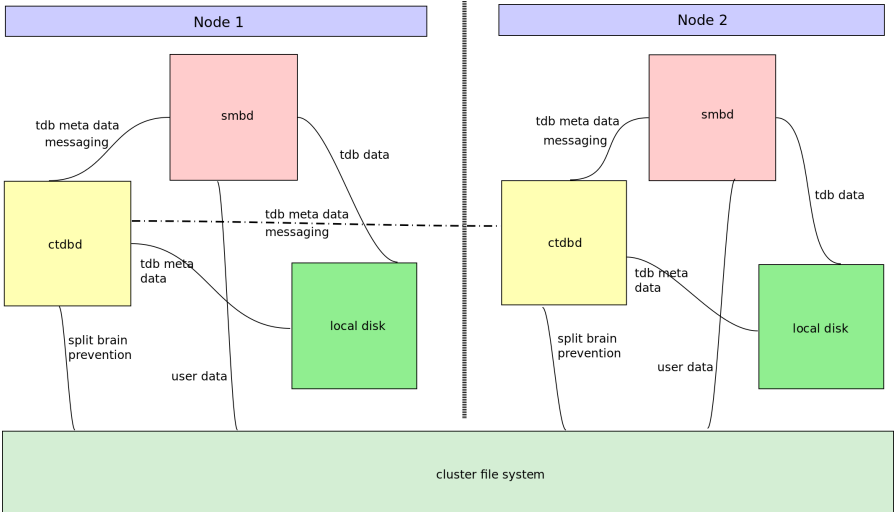 Node 1
Node 2
smbd
smbd
tdb meta data
messaging
tdb data
tdb meta data
messaging
tdb data
ctdbd
tdb meta data
messaging
ctdbd
tdb meta
data
tdb meta
data
local disk
local disk
split brain
prevention
split brain
prevention
user data
user data
cluster file system